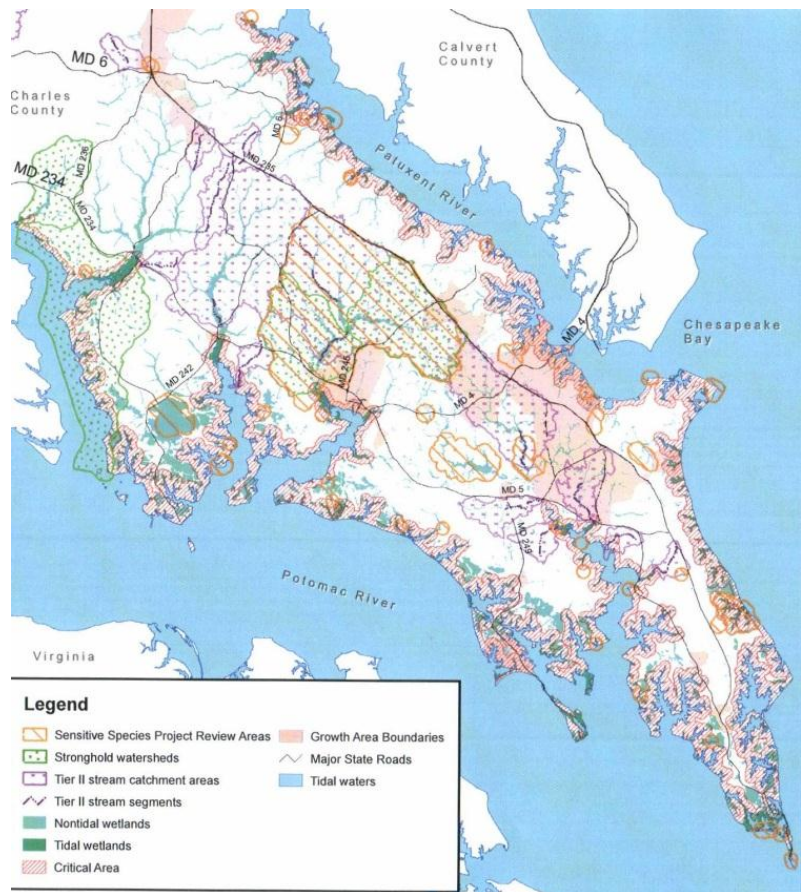 Calvert
County
MD 6
Charles
County
MD 6
MD 235
MD 236
MD 234
MD 234
Patuxent River
MD 4
Chesapeake
Bay
MD 242
MD 245
MD 4
MD 5
MD 249
Potomac River
Virginia
Legend
Sensitive Species Project Review Areas
Stronghold watersheds
Tier II stream catchment areas
Tier II stream segments
Nontidal wetlands
Tidal wetlands
Critical Area
Growth Area Boundaries
Major State Roads
Tidal waters